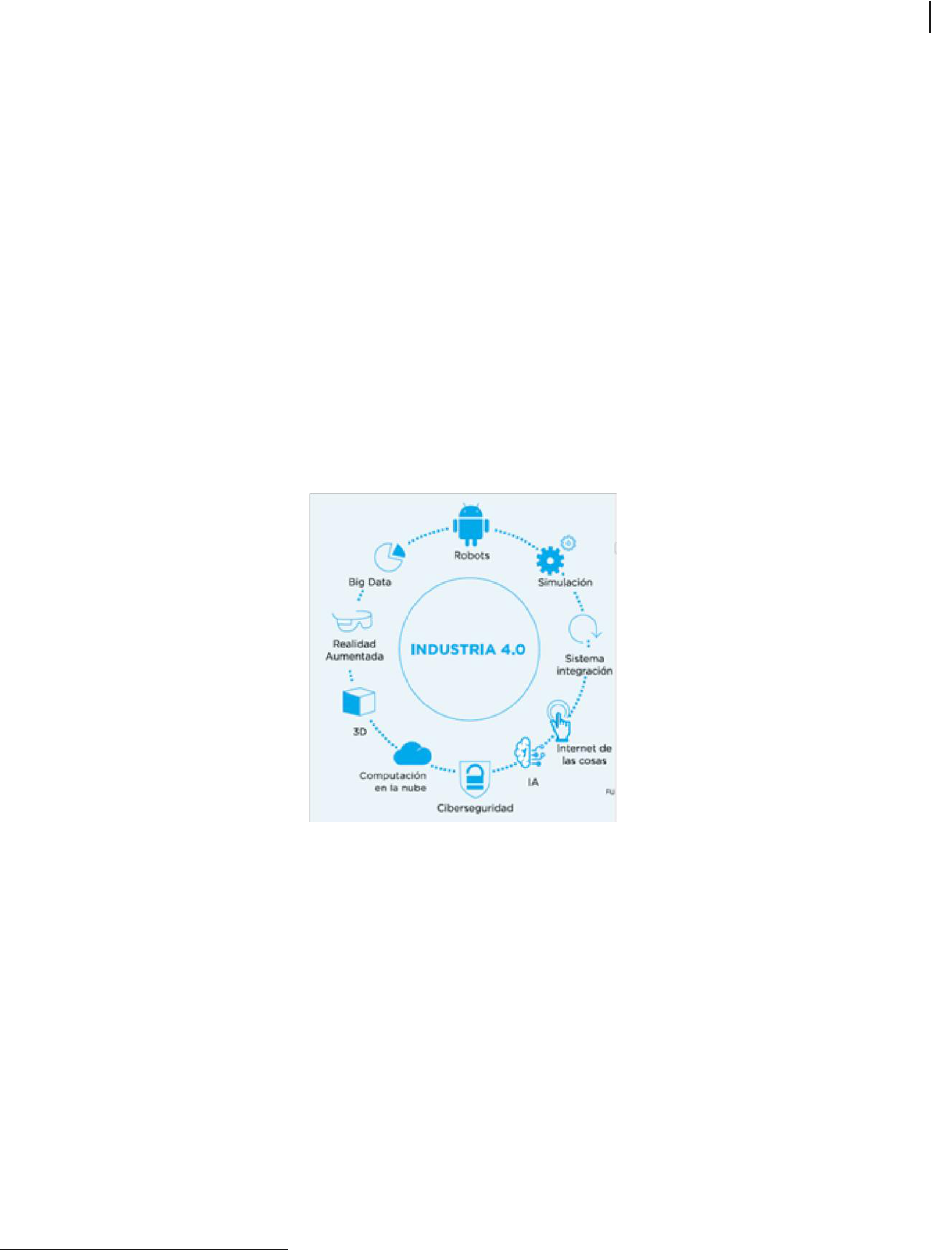 Robots
Big Data
Simulación
Realidad
Aumentada
INDUSTRIA 4.0
Sistema
integración
3D
Internet de
las cosas
Computación
en la nube
IA
Ciberseguridad
FU